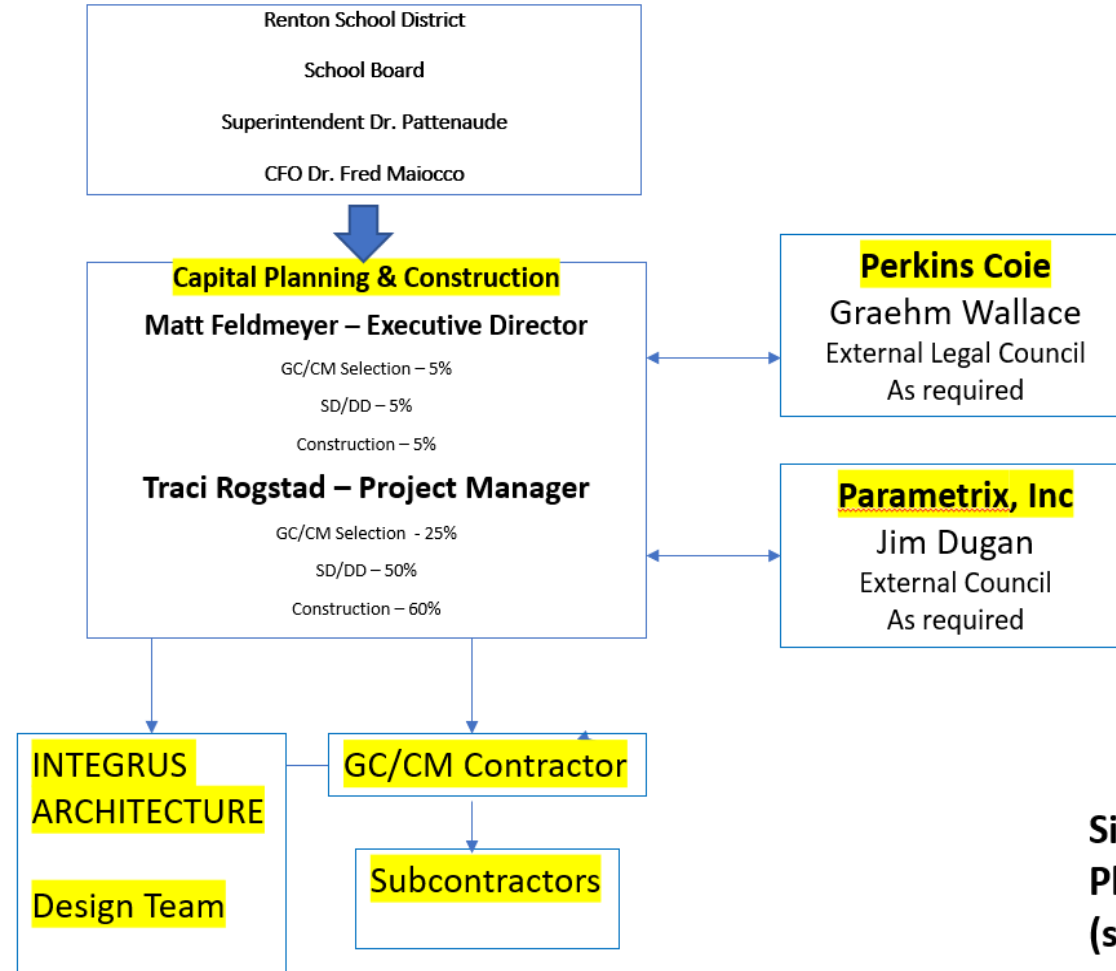 Renton School District
School Board
Superintendent Dr. Pattenaude
CFO Dr. Fred Maiocco
Capital Planning & Construction
Matt Feldmeyer – Executive Director
GC/CM Selection – 5%
SD/DD – 5%
Construction – 5%
Traci Rogstad – Project Manager
GC/CM Selection  - 25%
SD/DD – 50%
Construction – 60%
Perkins Coie
Graehm Wallace
External Legal Council
As required
Parametrix, Inc
Jim Dugan
External Council
As required
INTEGRUS
ARCHITECTURE
Design Team
GC/CM Contractor
Subcontractors
Si
(s